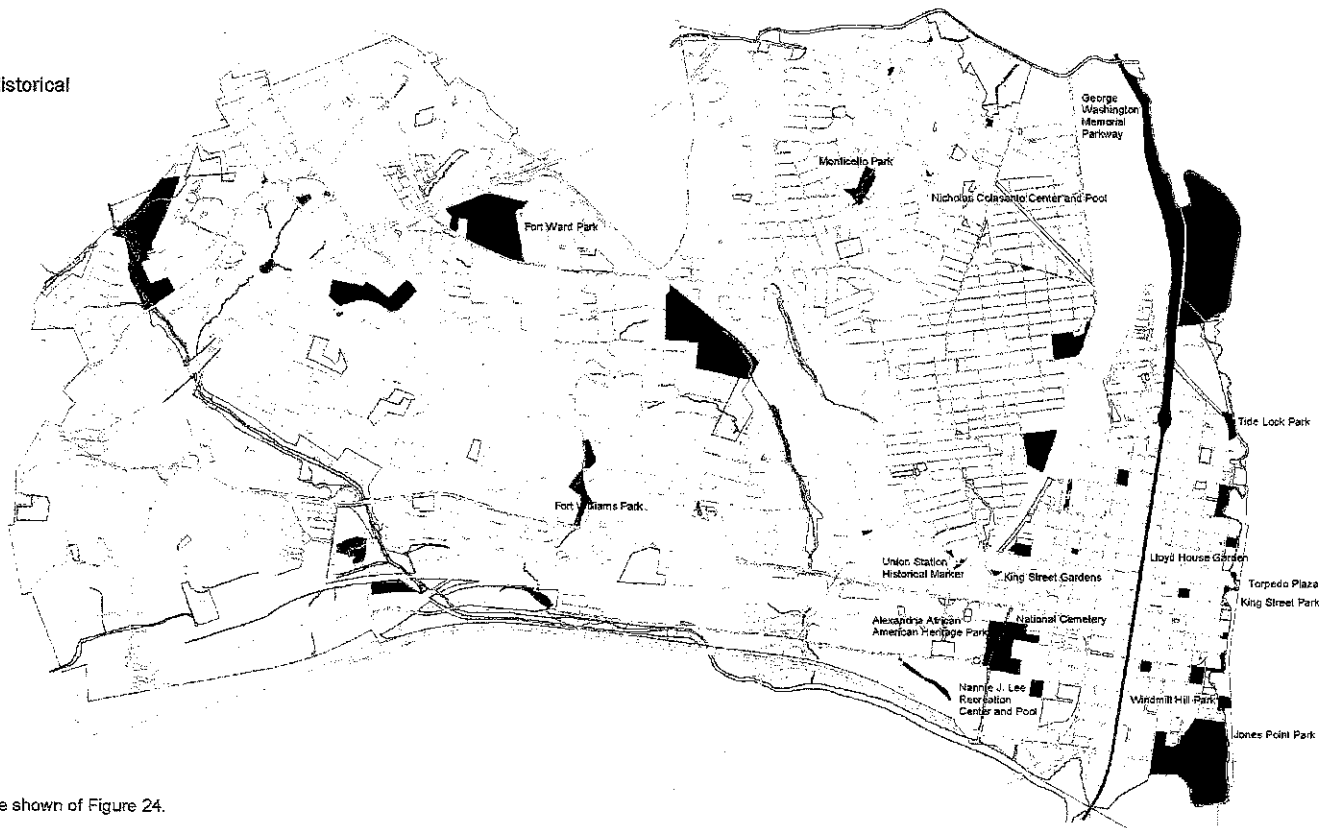 istorical
George
Washington
Memorial
Parkway
Monticello Park
Nicholas Colasanto Center and Pool
Fort Ward Park
Tide Lock Park
Fort Williams Park
Union Station
Historical Marker
King Street Gardens
Lloyd House Garden
Torpedo Plaza
King Street Park
Alexandria African
American Heritage Park
National Cemetery
Nannie J. Lee
Recreation
Center and Pool
Windmill Hill Park
Jones Point Park
e shown of Figure 24.